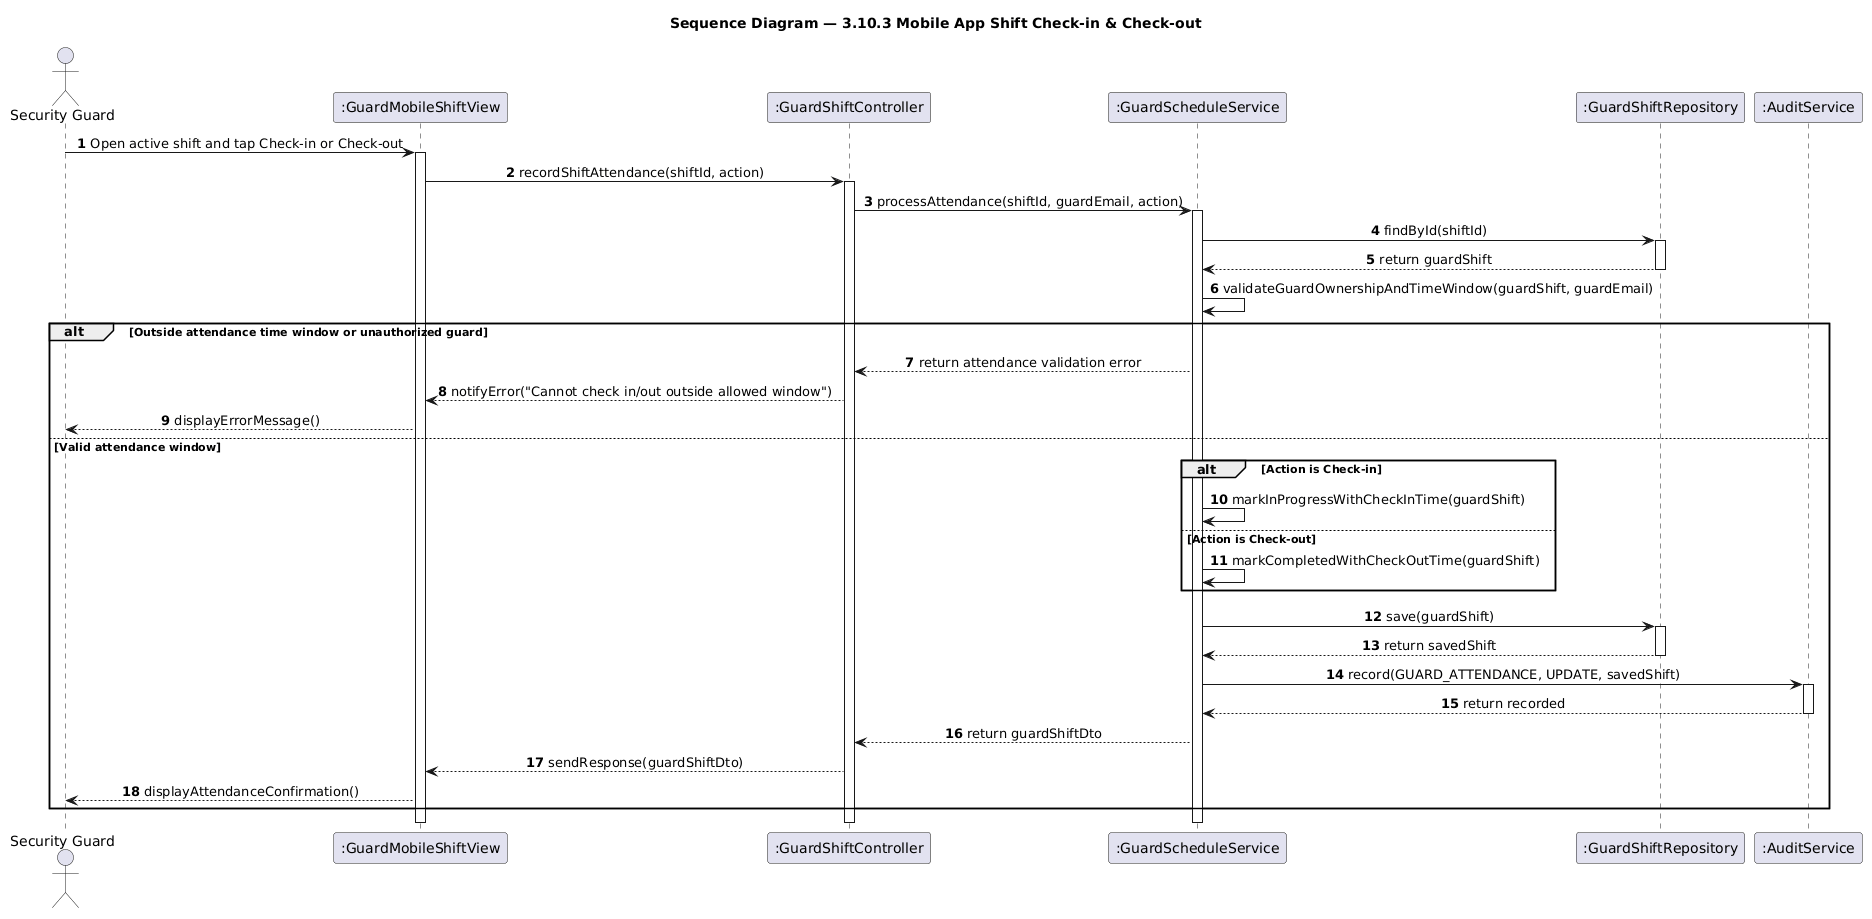 Sequence Diagram — 3.10.3 Mobile App Shift Check-in & Check-out
Security Guard
:GuardMobileShiftView
:GuardShiftController
:GuardScheduleService
:GuardShiftRepository
:AuditService
1 Open active shift and tap Check-in or Check-out
2 recordShiftAttendance(shiftId, action)
3 processAttendance(shiftId, guardEmail, action)
4 findById(shiftId)
5 return guardShift
6 validateGuardOwnershipAndTimeWindow(guardShift, guardEmail)
alt [Outside attendance time window or unauthorized guard]
7 return attendance validation error
8 notifyError("Cannot check in/out outside allowed window")
9 displayErrorMessage()
[Valid attendance window]
alt [Action is Check-in]
10 markInProgressWithCheckInTime(guardShift)
[Action is Check-out]
11 markCompletedWithCheckOutTime(guardShift)
12 save(guardShift)
13 return savedShift
14 record(GUARD_ATTENDANCE, UPDATE, savedShift)
15 return recorded
16 return guardShiftDto
17 sendResponse(guardShiftDto)
18 displayAttendanceConfirmation()
Security Guard
:GuardMobileShiftView
:GuardShiftController
:GuardScheduleService
:GuardShiftRepository
:AuditService